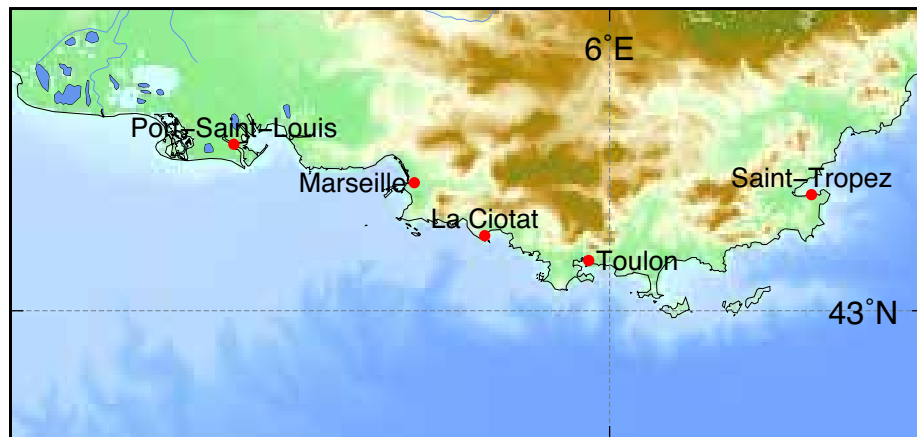 6°E
Port-Saint-Louis
Marseille
Saint-Tropez
La Ciotat
Toulon
43°N